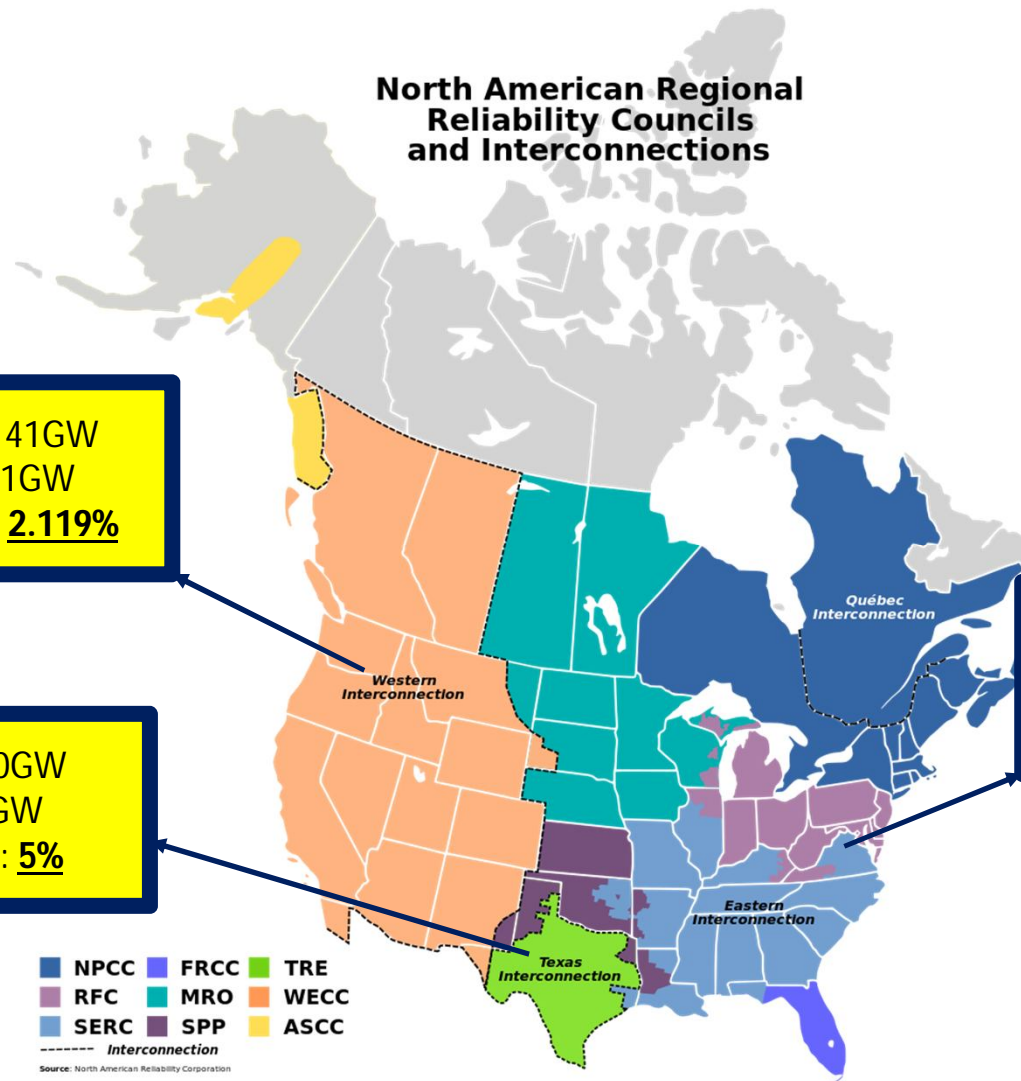 North American Regional
Reliability Councils
and Interconnections
41GW
1GW
2.119%
Québec
Interconnection
Western
Interconnection
0GW
GW
: 5%
Eastern
Interconnection
Texas
Interconnection
NPCC FRCC TRE
RFC MRO WECC
SERC SPP ASCC
Interconnection
Source: North American Reliability Corporation